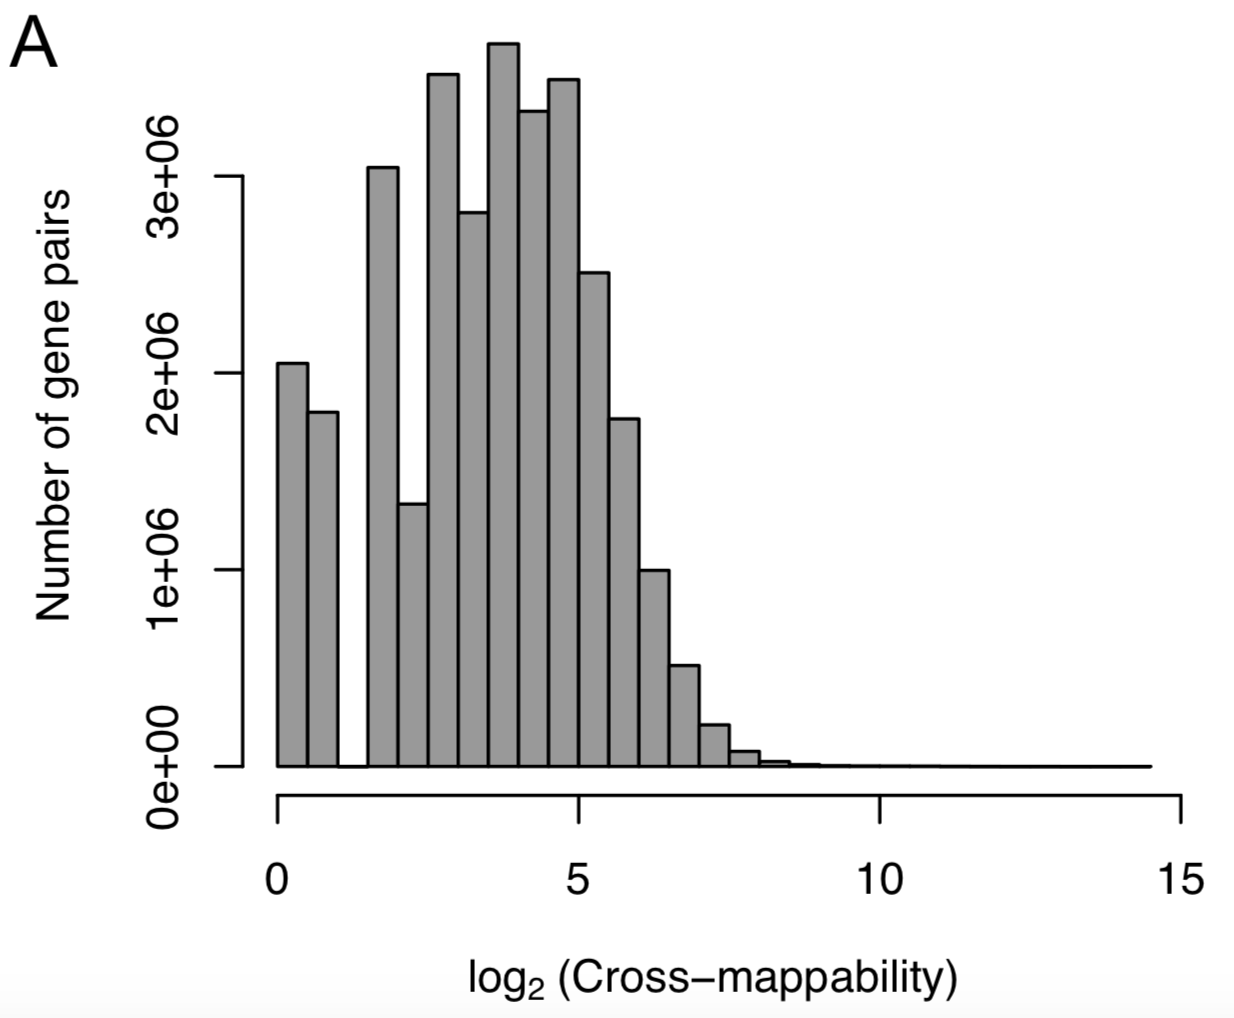 A
Number of gene pairs
3e+06
2e+06
1e+06
0e+00
0 5 10 15
log₂ (Cross−mappability)